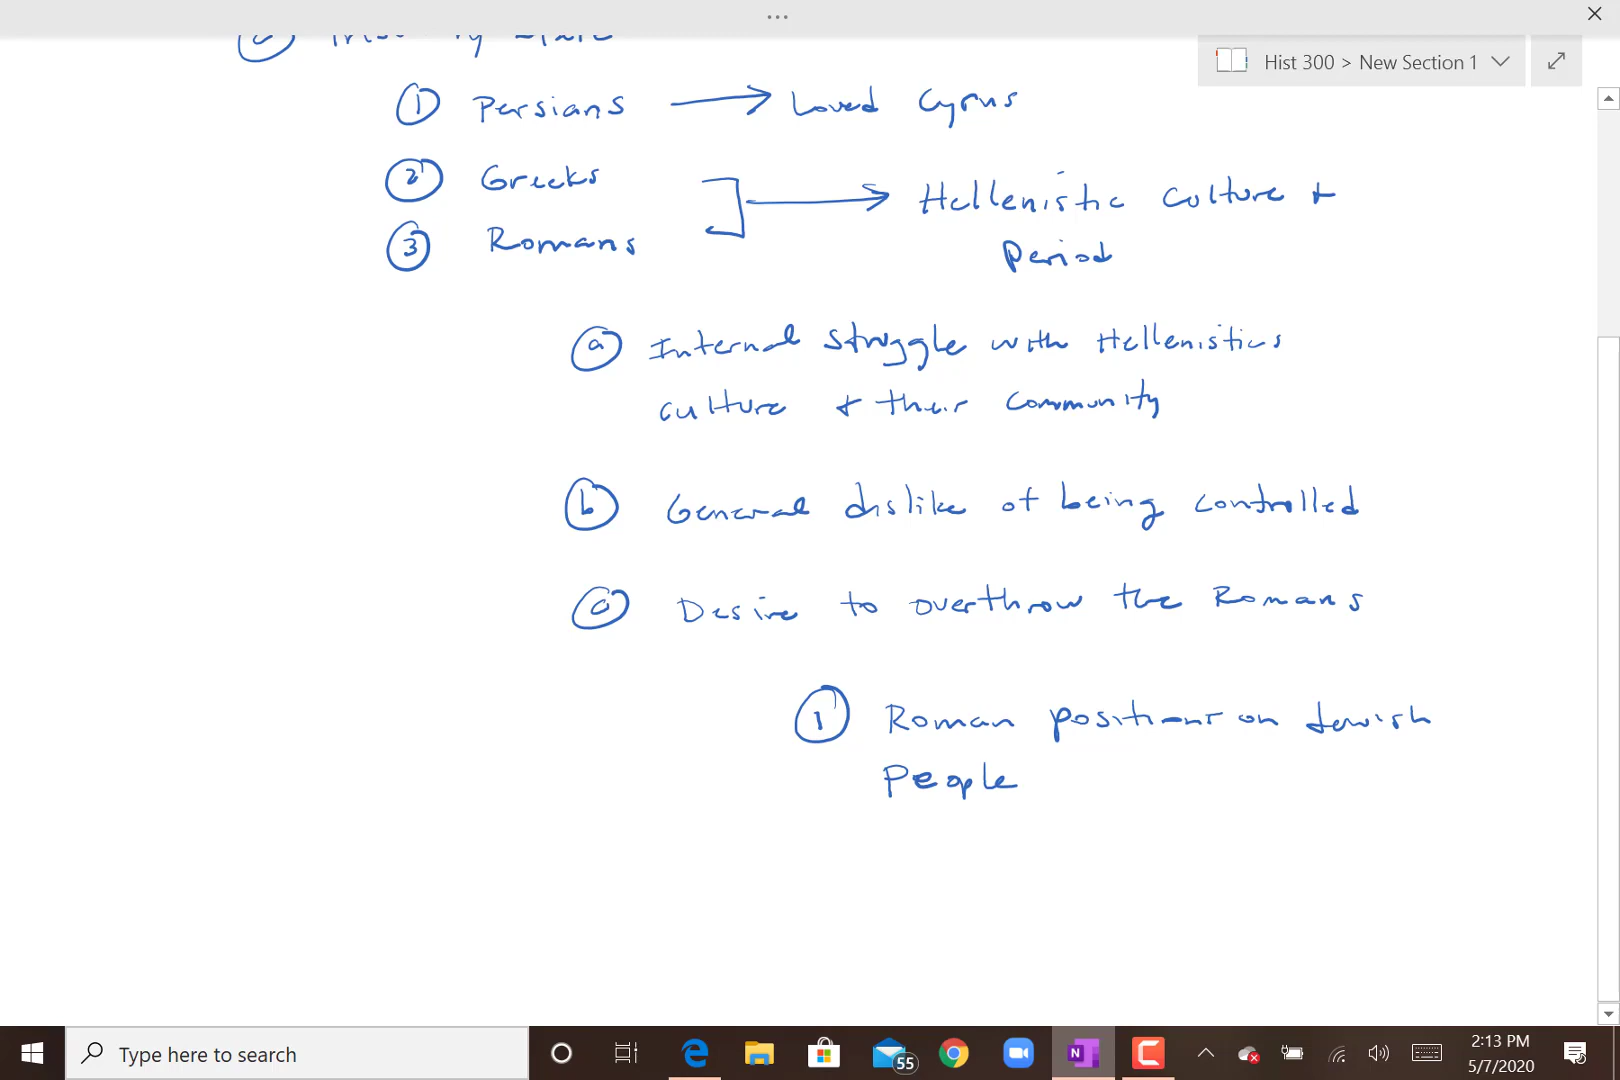 ...
Hist 300 > New Section 1
① Persians → Loved Cyrus
② Greeks
③ Romans
→ Hellenistic Culture +
Period
ⓐ Internal struggle with Hellenistics
culture + their community
ⓑ General dislike of being controlled
ⓒ Desire to overthrow the Romans
① Roman positions on Jewish
People
Type here to search
55
N
2:13 PM
5/7/2020